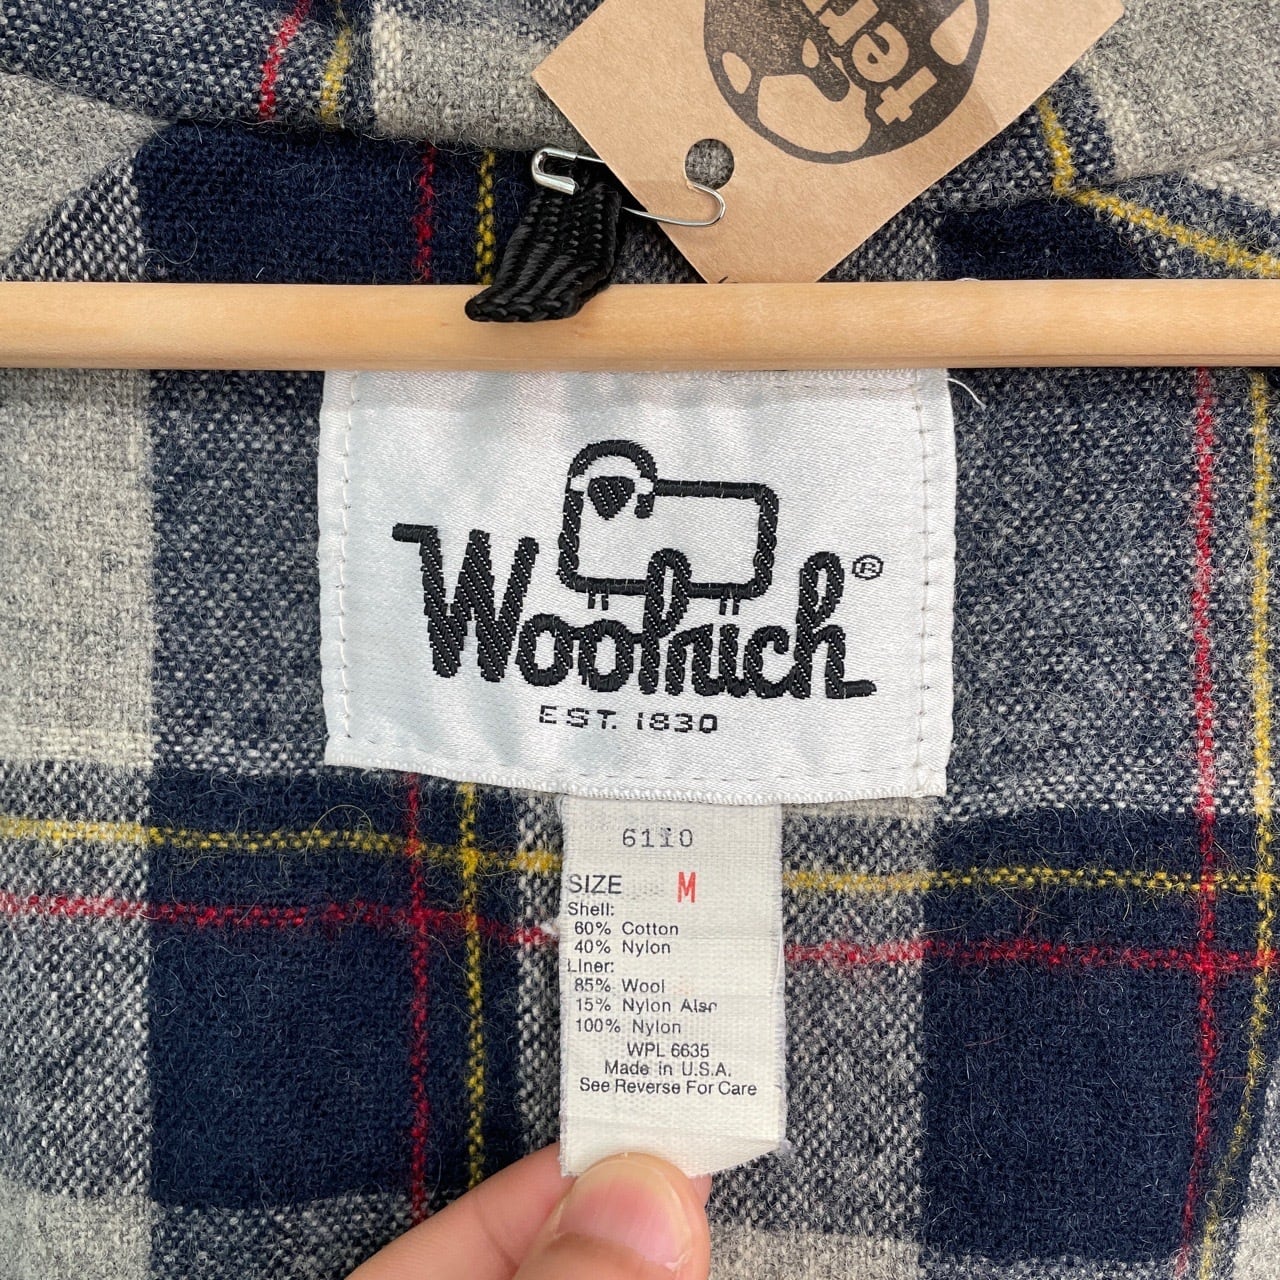 Woolrich®
EST. 1830
6110
SIZE M
Shell:
60% Cotton
40% Nylon
Liner:
85% Wool
15% Nylon Also
100% Nylon
WPL 6635
Made in U.S.A.
See Reverse For Care